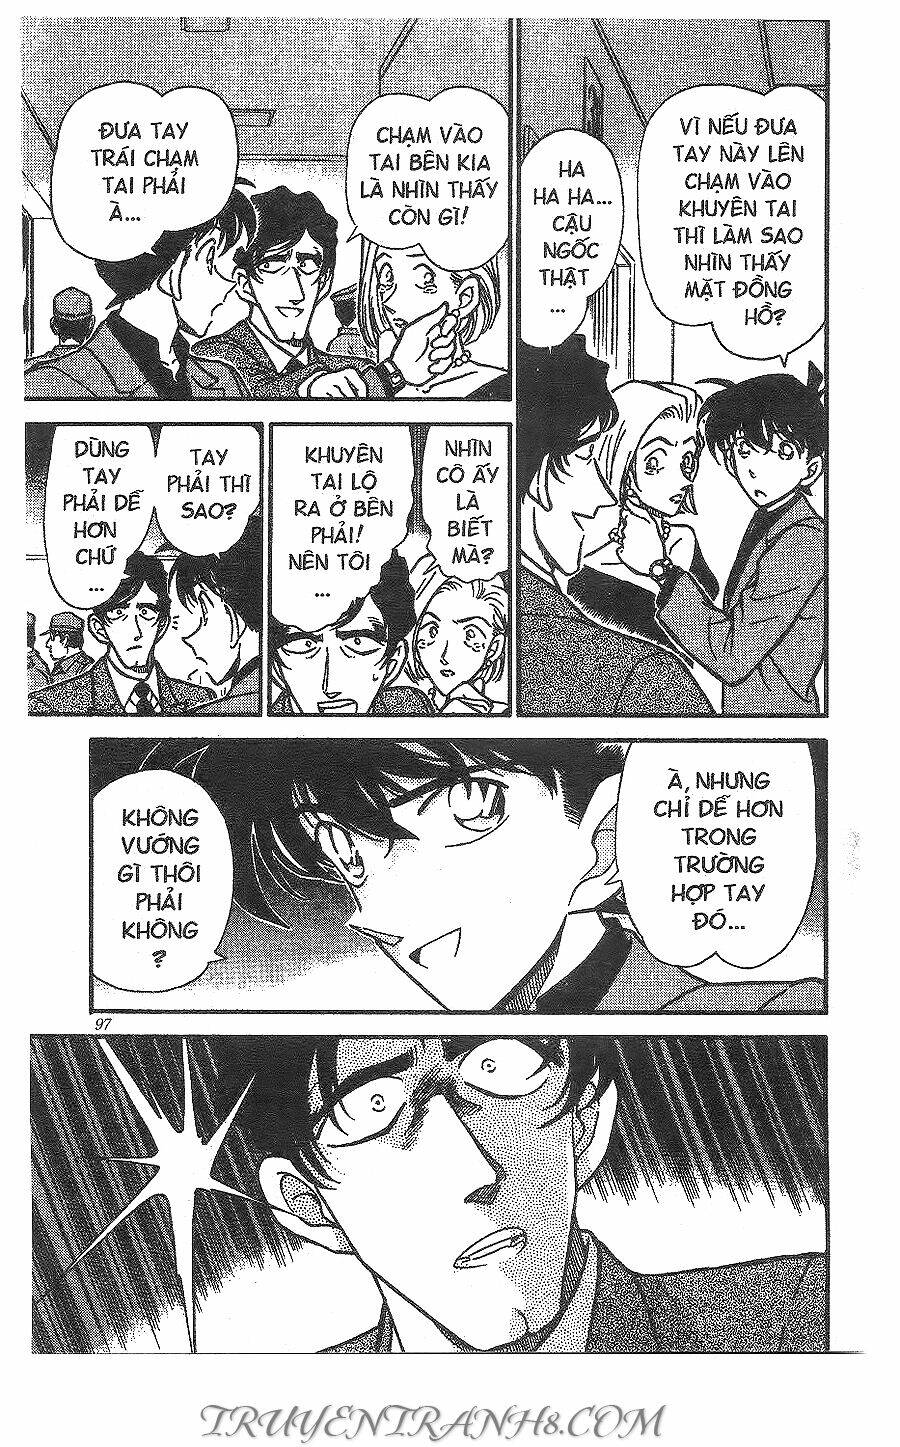 VÌ NẾU ĐƯA
TAY NÀY LÊN
CHẠM VÀO
KHUYÊN TAI
THÌ LÀM SAO
NHÌN THẤY
MẶT ĐỒNG
HỒ?
HA
HA HA...
CẬU
NGỐC
THẬT
...
CHẠM VÀO
TAI BÊN KIA
LÀ NHÌN THẤY
CÒN GÌ!
ĐƯA TAY
TRÁI CHẠM
TAI PHẢI
À...
NHÌN
CÔ ẤY
LÀ
BIẾT
MÀ?
KHUYÊN
TAI LỘ
RA Ở BÊN
PHẢI!
NÊN TÔI
...
TAY
PHẢI THÌ
SAO?
DÙNG
TAY
PHẢI DỄ
HƠN
CHỨ
...
À, NHƯNG
CHỈ DỄ HƠN
TRONG
TRƯỜNG
HỢP TAY
ĐÓ...
KHÔNG
VƯỚNG
GÌ THÔI
PHẢI
KHÔNG
?
97
TRUYENTRANH8.COM